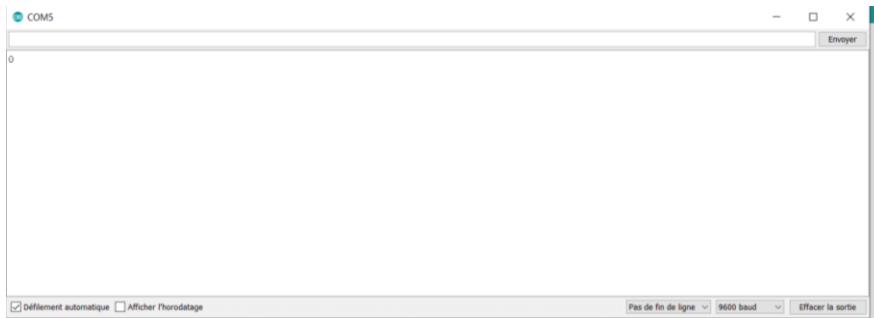 COM5
Envoyer
0
Défilement automatique Afficher l'horodatage Pas de fin de ligne 9600 baud Effacer la sortie